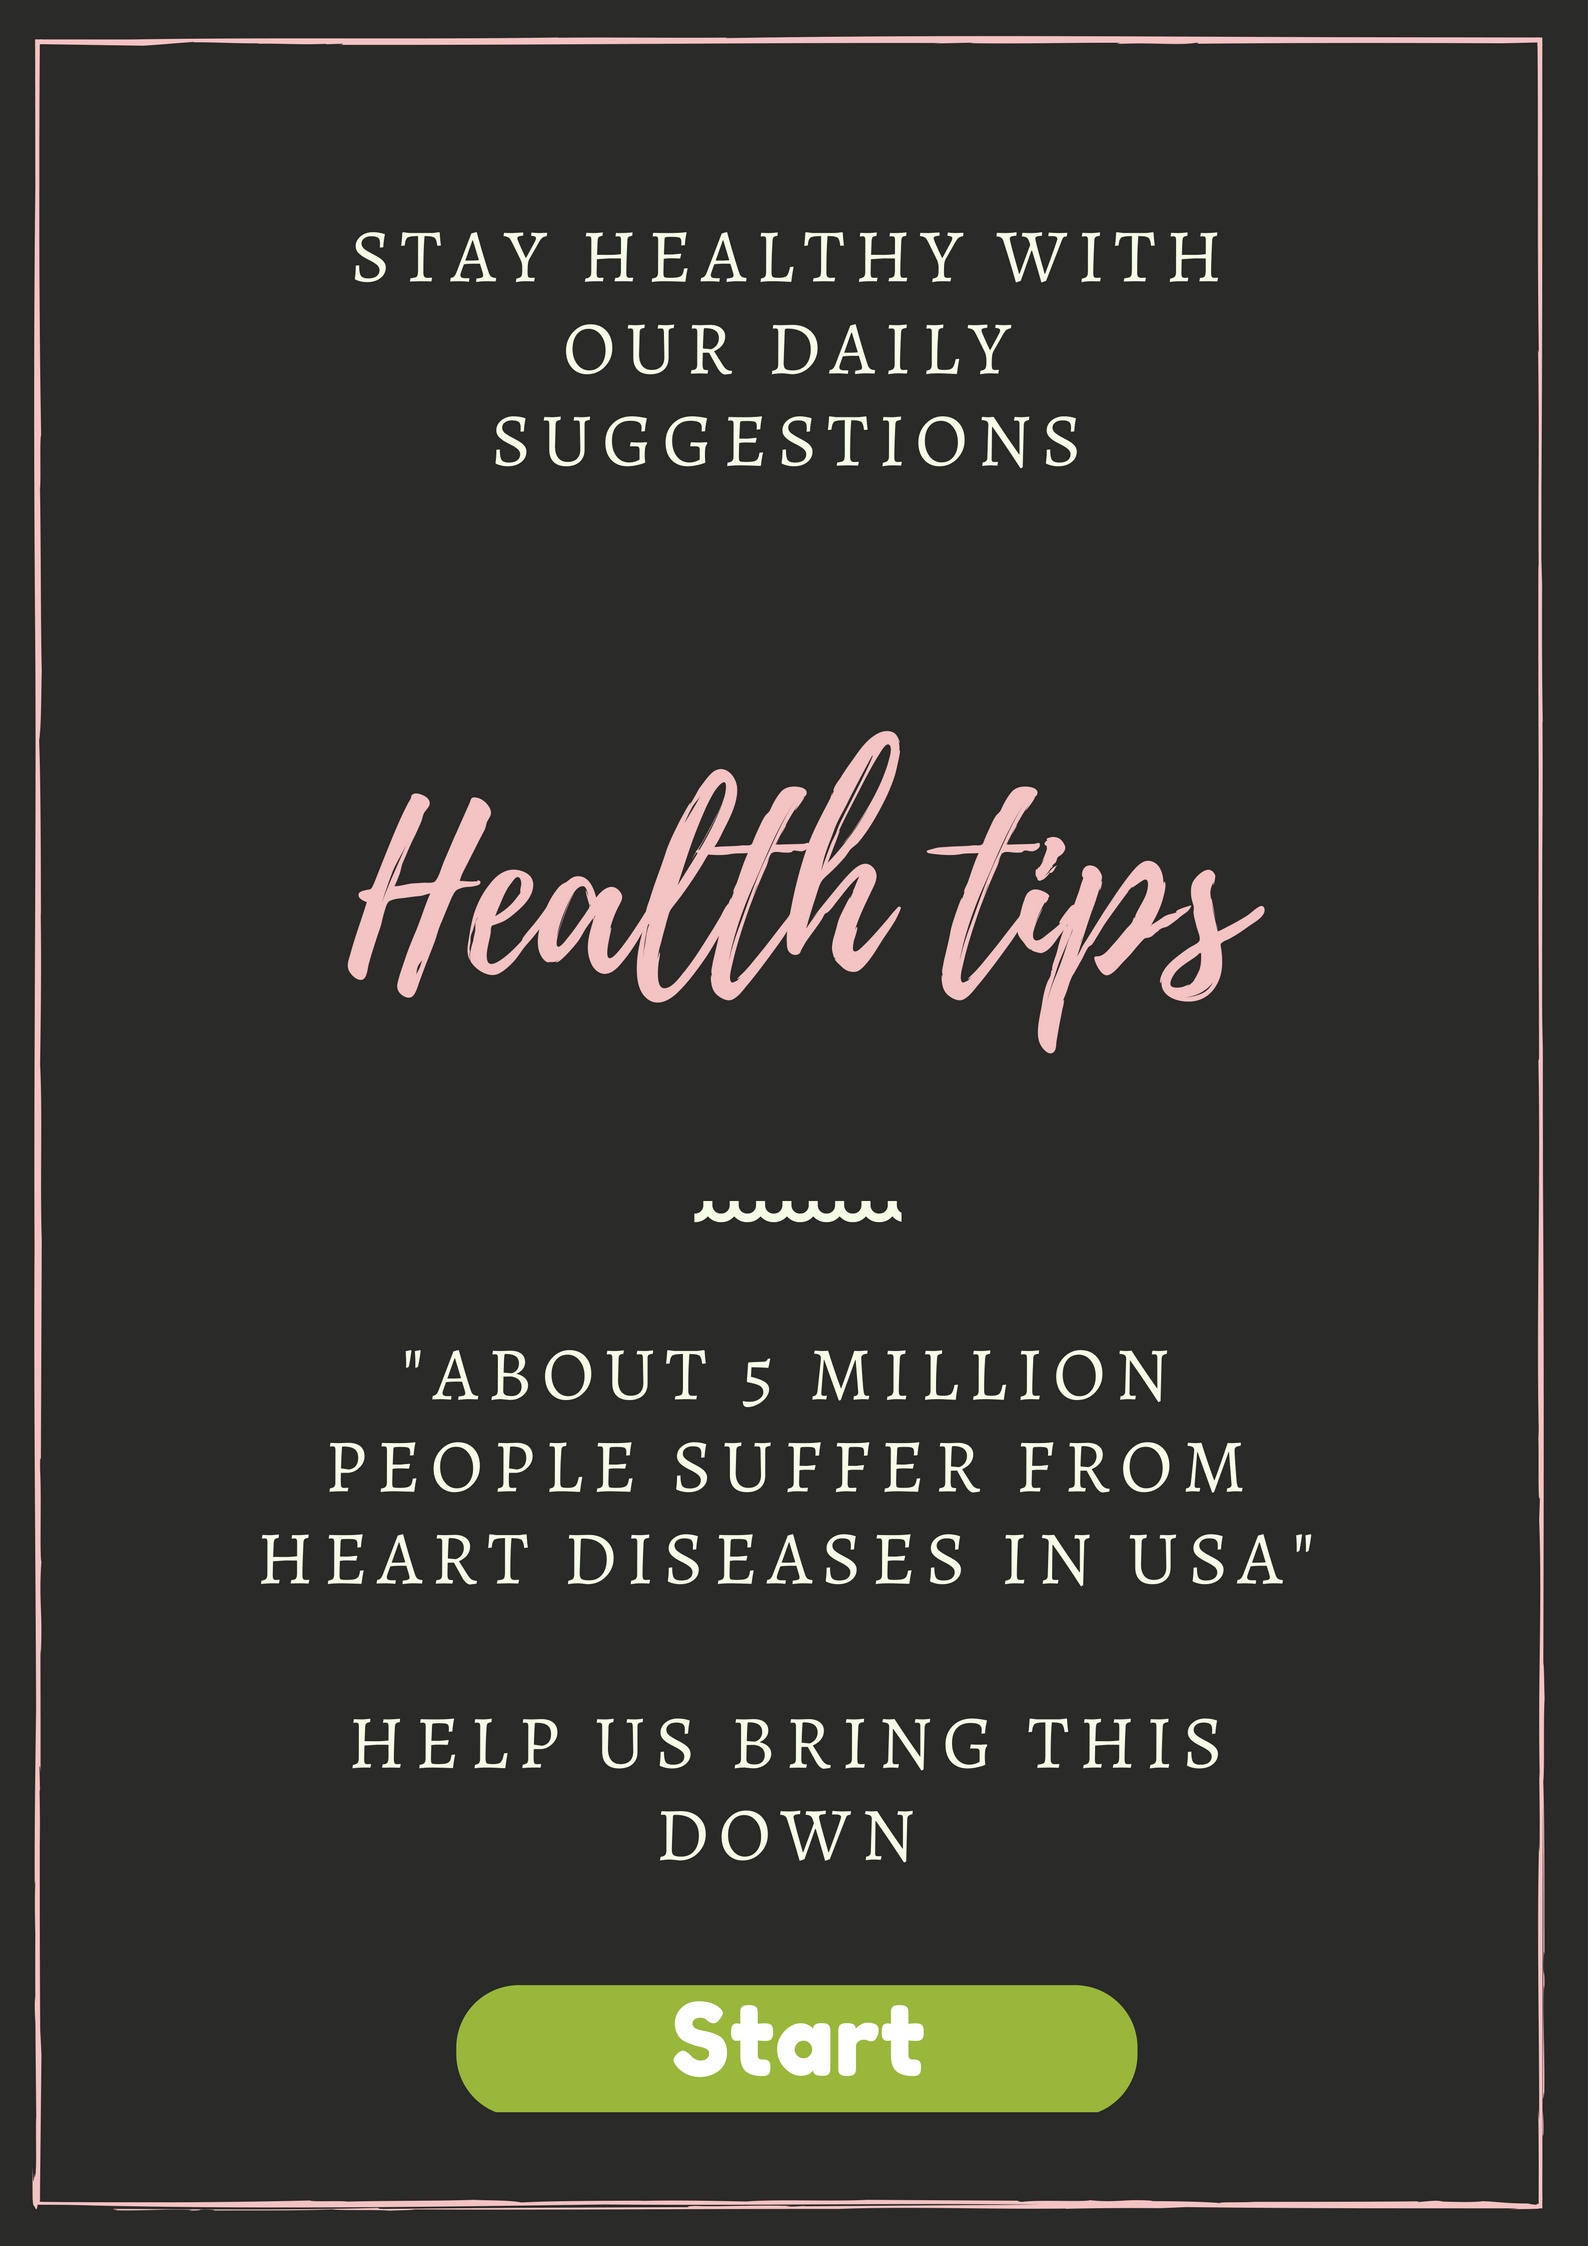 STAY HEALTHY WITH
OUR DAILY
SUGGESTIONS
Health tips
"ABOUT 5 MILLION
PEOPLE SUFFER FROM
HEART DISEASES IN USA"
HELP US BRING THIS
DOWN
Start